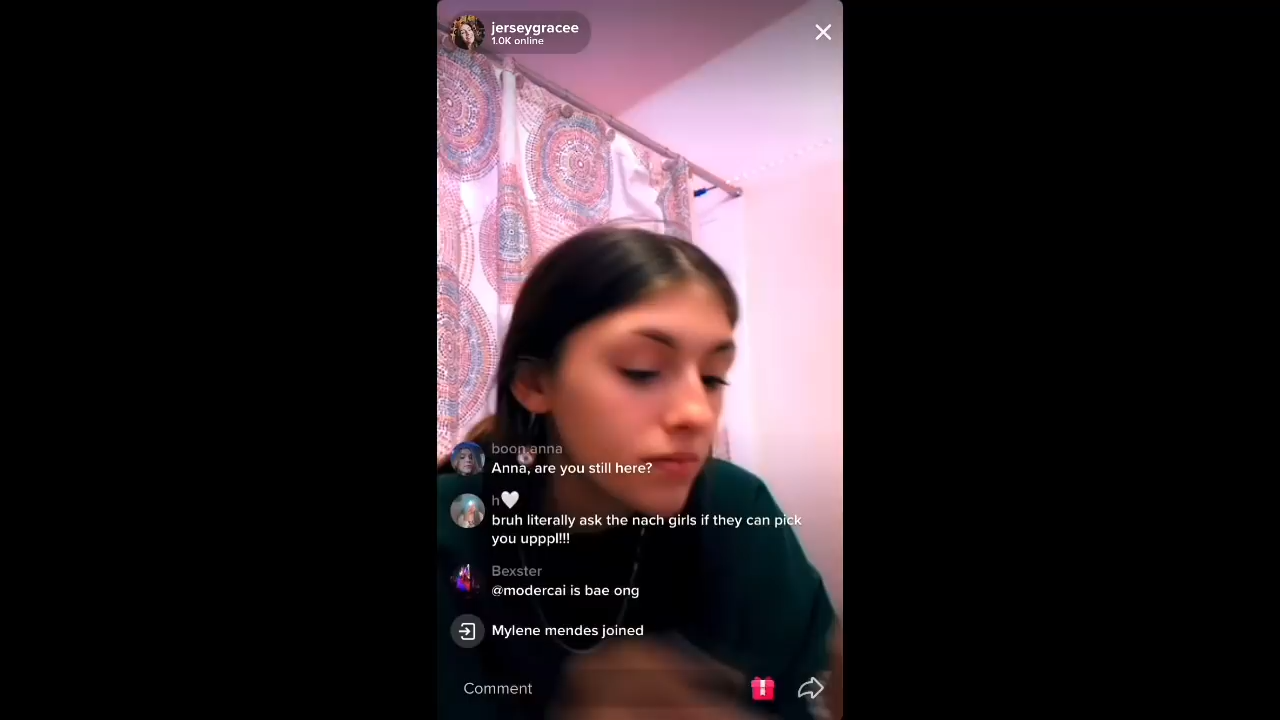 jerseygracee
1.0K online
boon.anna
Anna, are you still here?
h🤍
bruh literally ask the nach girls if they can pick
you upppl!!!
Bexster
@modercai is bae ong
Mylene mendes joined
Comment